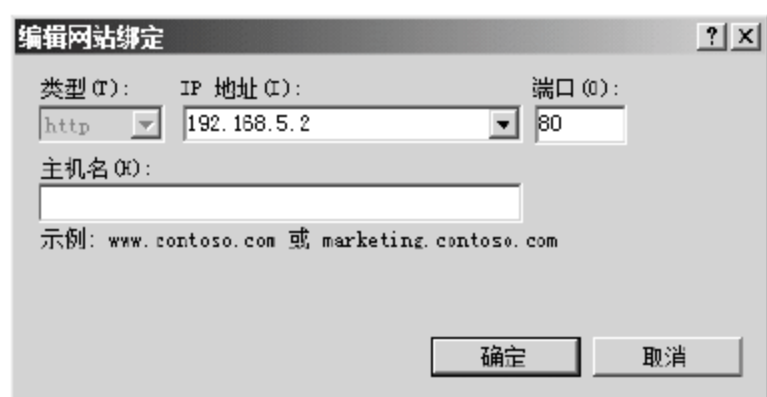 编辑网站绑定
类型(T): IP 地址(I): 端口(O):
http 192.168.5.2 80
主机名(H):
示例: www.contoso.com 或 marketing.contoso.com
确定 取消